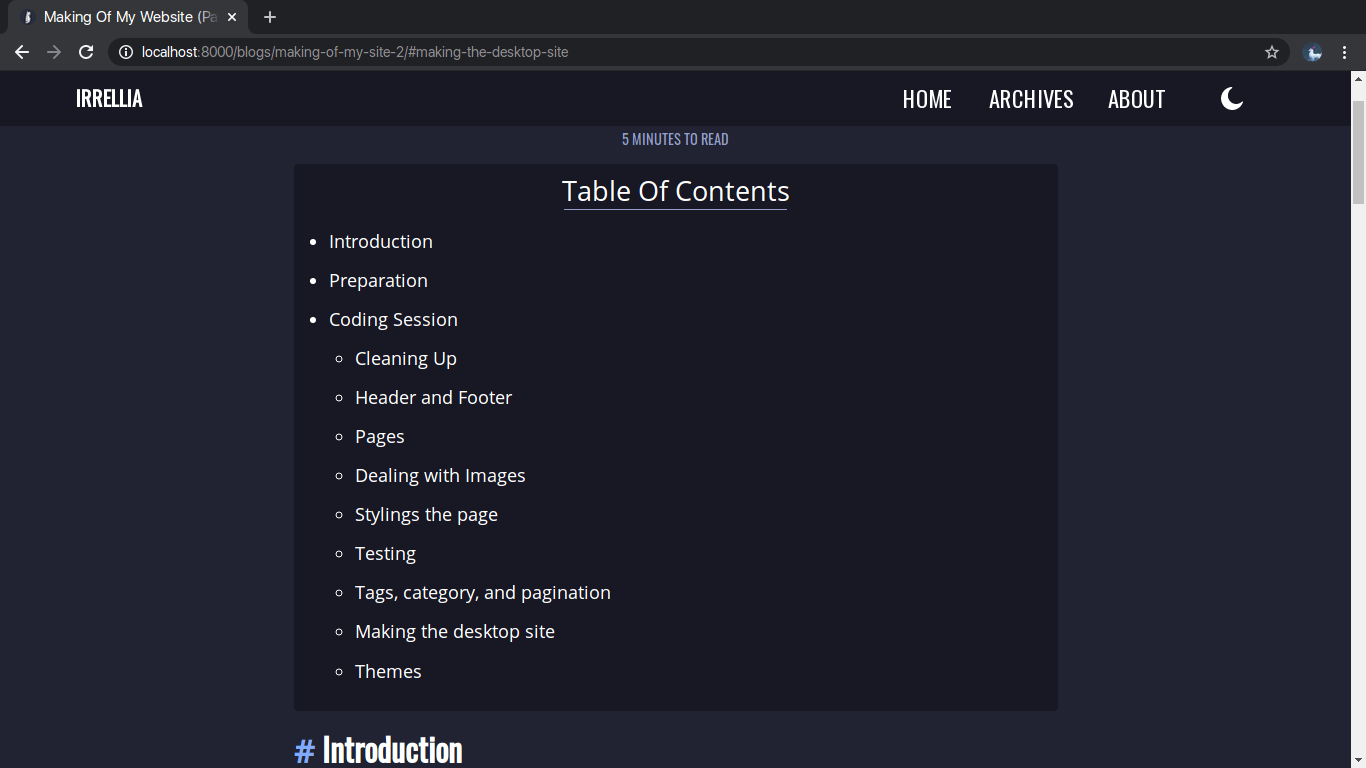 Making Of My Website (Pa
localhost:8000/blogs/making-of-my-site-2/#making-the-desktop-site
IRRELLIA HOME ARCHIVES ABOUT
5 MINUTES TO READ
Table Of Contents
Introduction
Preparation
Coding Session
Cleaning Up
Header and Footer
Pages
Dealing with Images
Stylings the page
Testing
Tags, category, and pagination
Making the desktop site
Themes
# Introduction